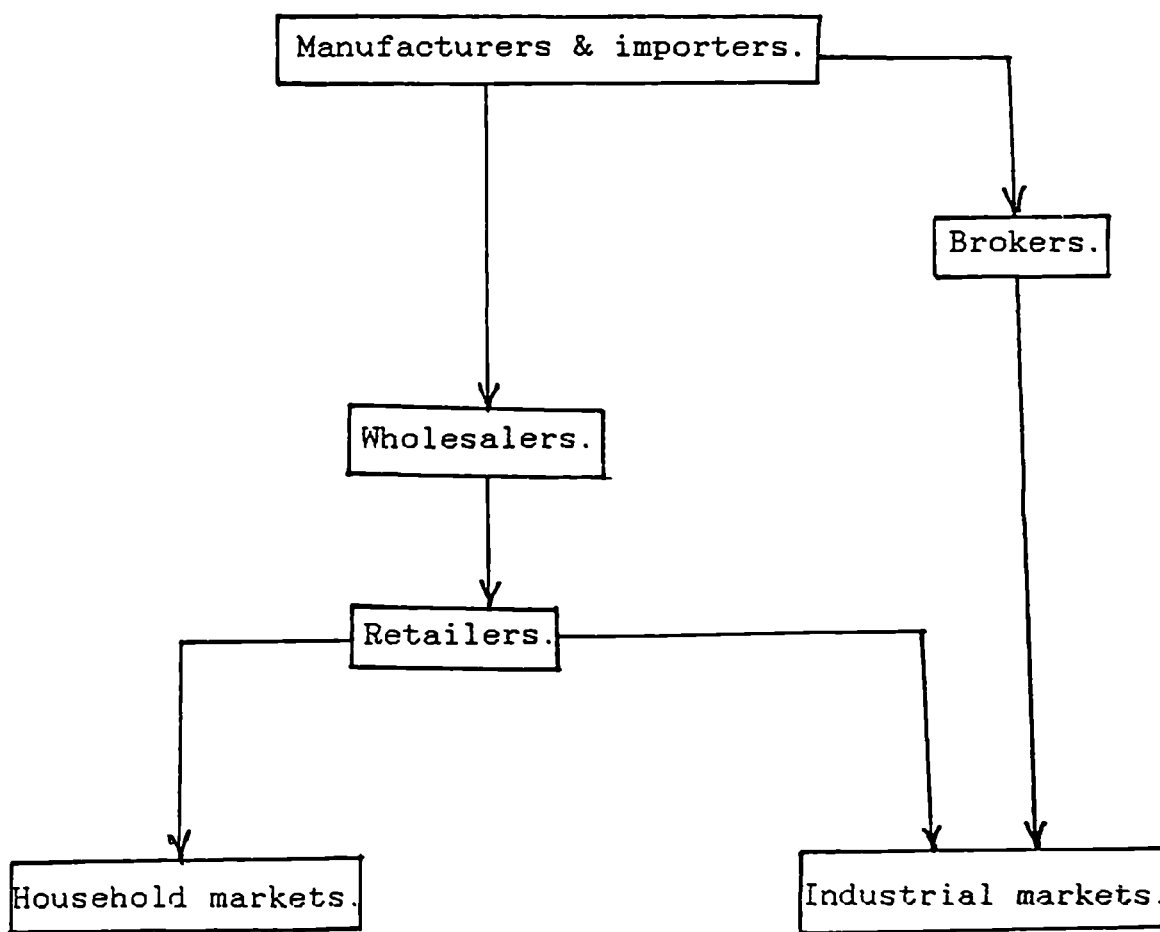 Manufacturers & importers.
Brokers.
Wholesalers.
Retailers.
Household markets.
Industrial markets.